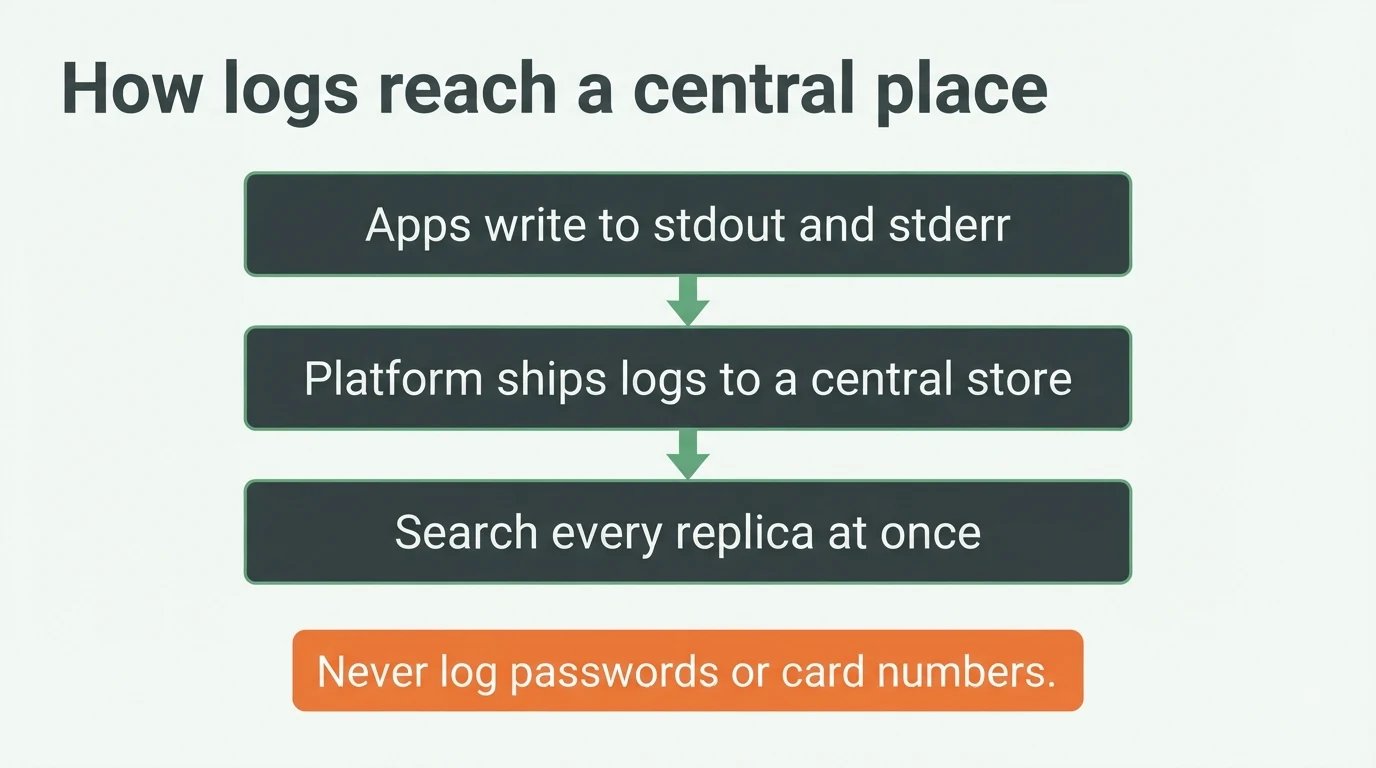 How logs reach a central place
Apps write to stdout and stderr
Platform ships logs to a central store
Search every replica at once
Never log passwords or card numbers.